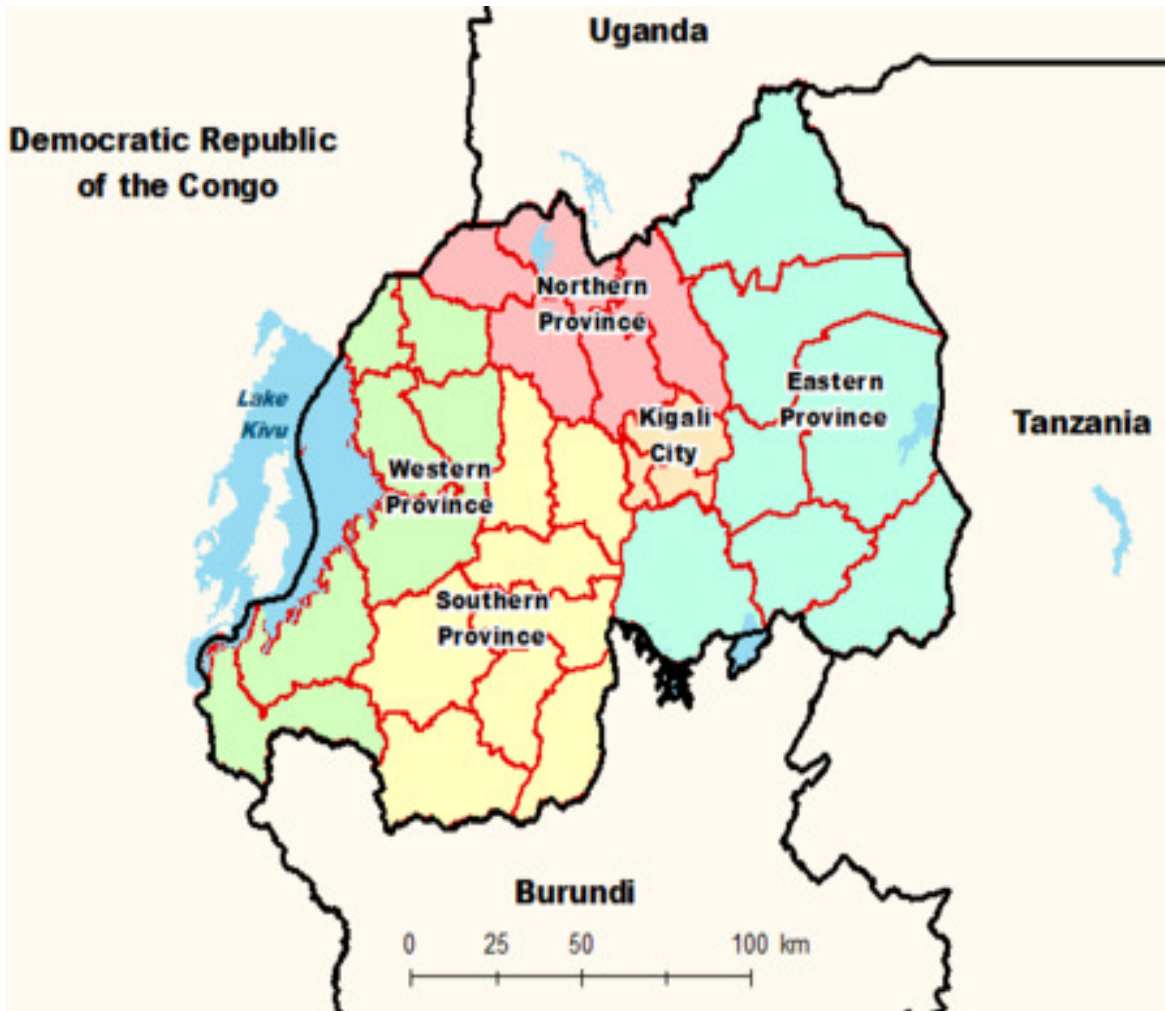 Uganda
Democratic Republic
of the Congo
Northern
Province
Lake
Kivu
Eastern
Province
Kigali
City
Tanzania
Western
Province
Southern
Province
Burundi
0 25 50 100 km